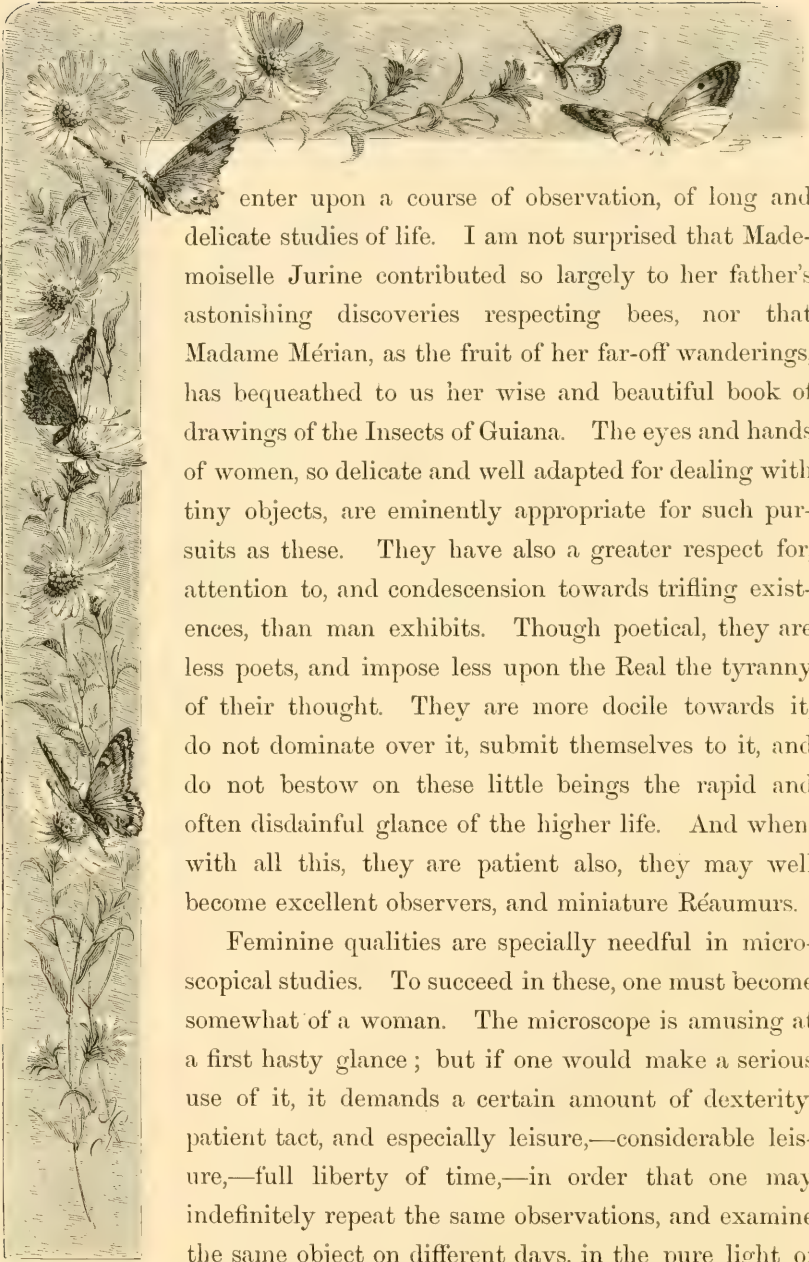 enter upon a course of observation, of long and
delicate studies of life. I am not surprised that Made-
moiselle Jurine contributed so largely to her father's
astonishing discoveries respecting bees, nor that
Madame Mérian, as the fruit of her far-off wanderings,
has bequeathed to us her wise and beautiful book of
drawings of the Insects of Guiana. The eyes and hands
of women, so delicate and well adapted for dealing with
tiny objects, are eminently appropriate for such pur-
suits as these. They have also a greater respect for,
attention to, and condescension towards trifling exist-
ences, than man exhibits. Though poetical, they are
less poets, and impose less upon the Real the tyranny
of their thought. They are more docile towards it,
do not dominate over it, submit themselves to it, and
do not bestow on these little beings the rapid and
often disdainful glance of the higher life. And when,
with all this, they are patient also, they may well
become excellent observers, and miniature Réaumurs.
Feminine qualities are specially needful in micro-
scopical studies. To succeed in these, one must become
somewhat of a woman. The microscope is amusing at
a first hasty glance; but if one would make a serious
use of it, it demands a certain amount of dexterity,
patient tact, and especially leisure,—considerable leis-
ure,—full liberty of time,—in order that one may
indefinitely repeat the same observations, and examine
the same object on different days, in the pure light of